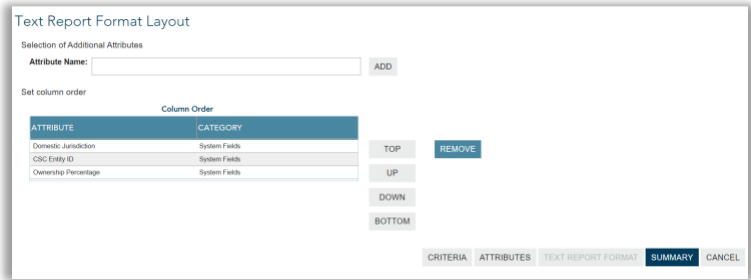 Text Report Format Layout
Selection of Additional Attributes
Attribute Name: ADD
Set column order
Column Order
ATTRIBUTE CATEGORY
Domestic Jurisdiction System Fields
CSC Entity ID System Fields
Ownership Percentage System Fields
TOP REMOVE
UP
DOWN
BOTTOM
CRITERIA ATTRIBUTES TEXT REPORT FORMAT SUMMARY CANCEL